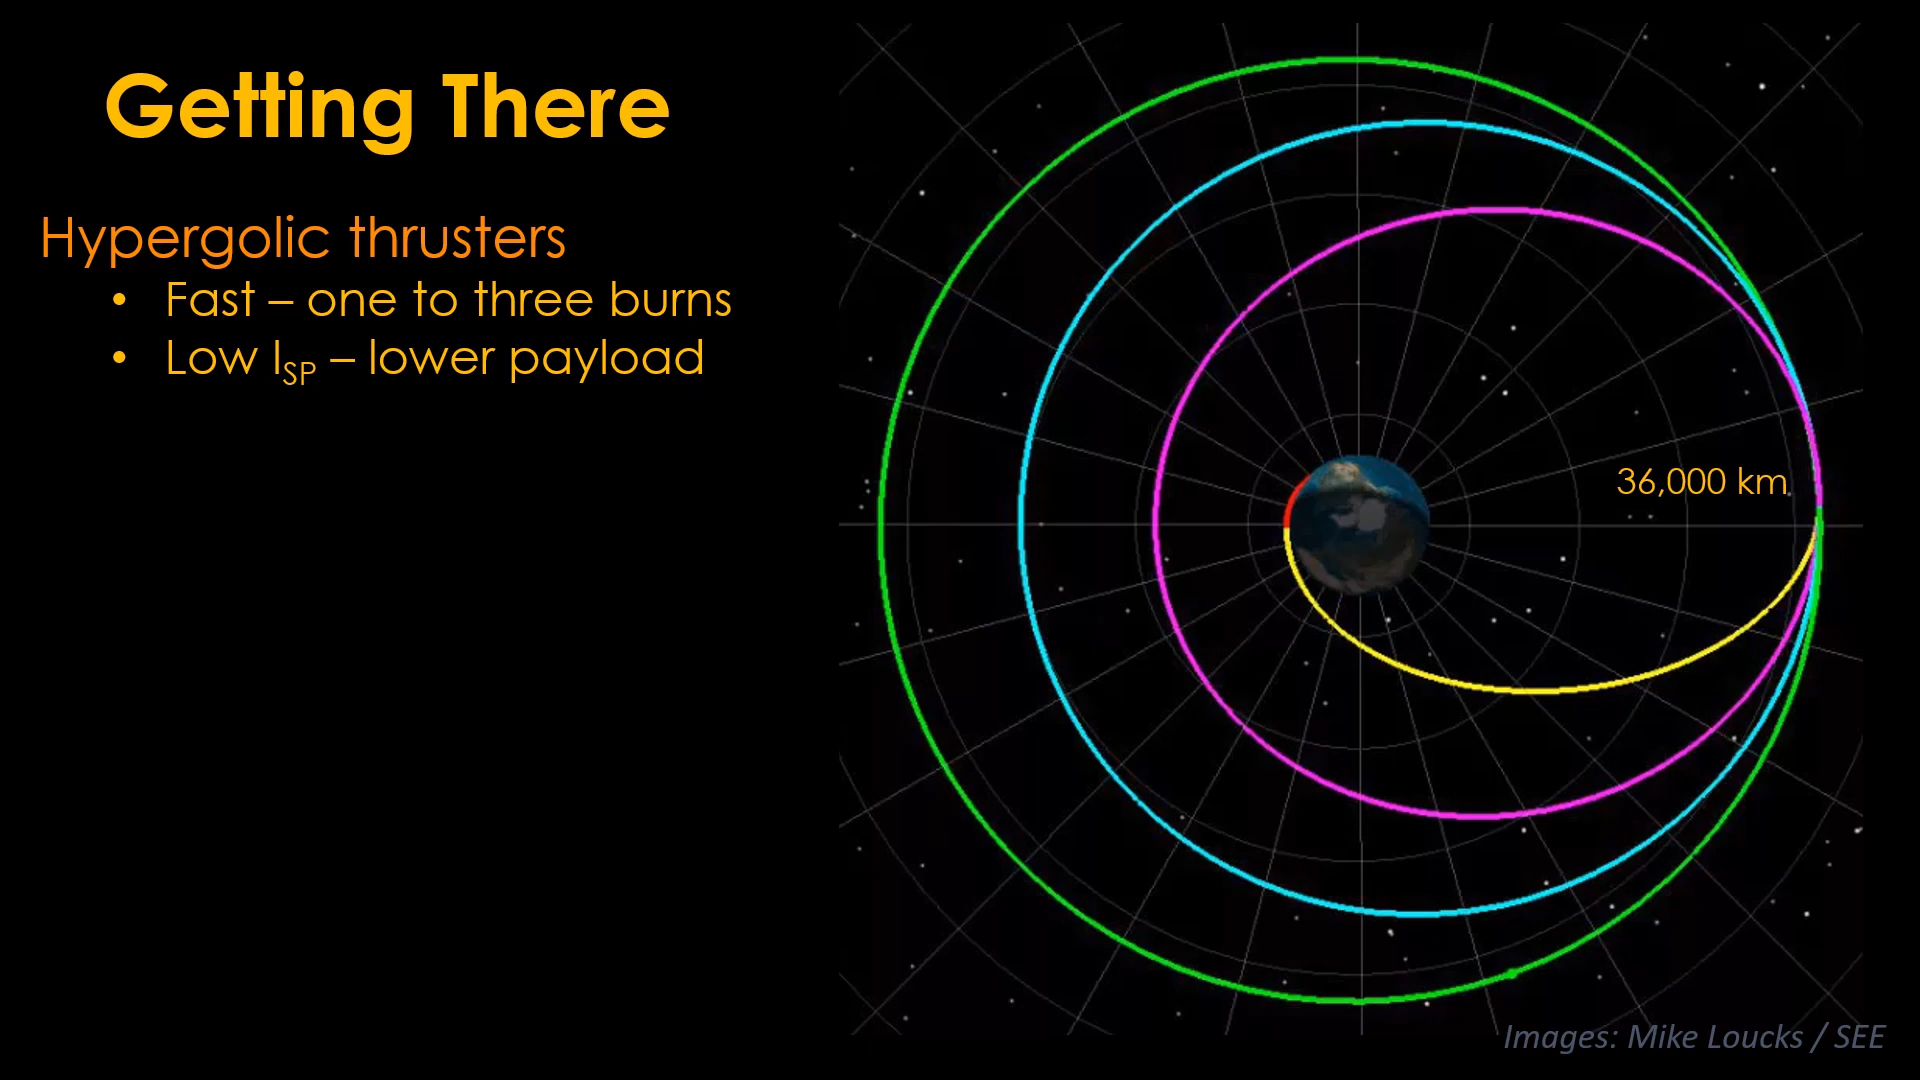 Getting There
Hypergolic thrusters
• Fast – one to three burns
• Low ISP – lower payload
36,000 km
Images: Mike Loucks / SEE